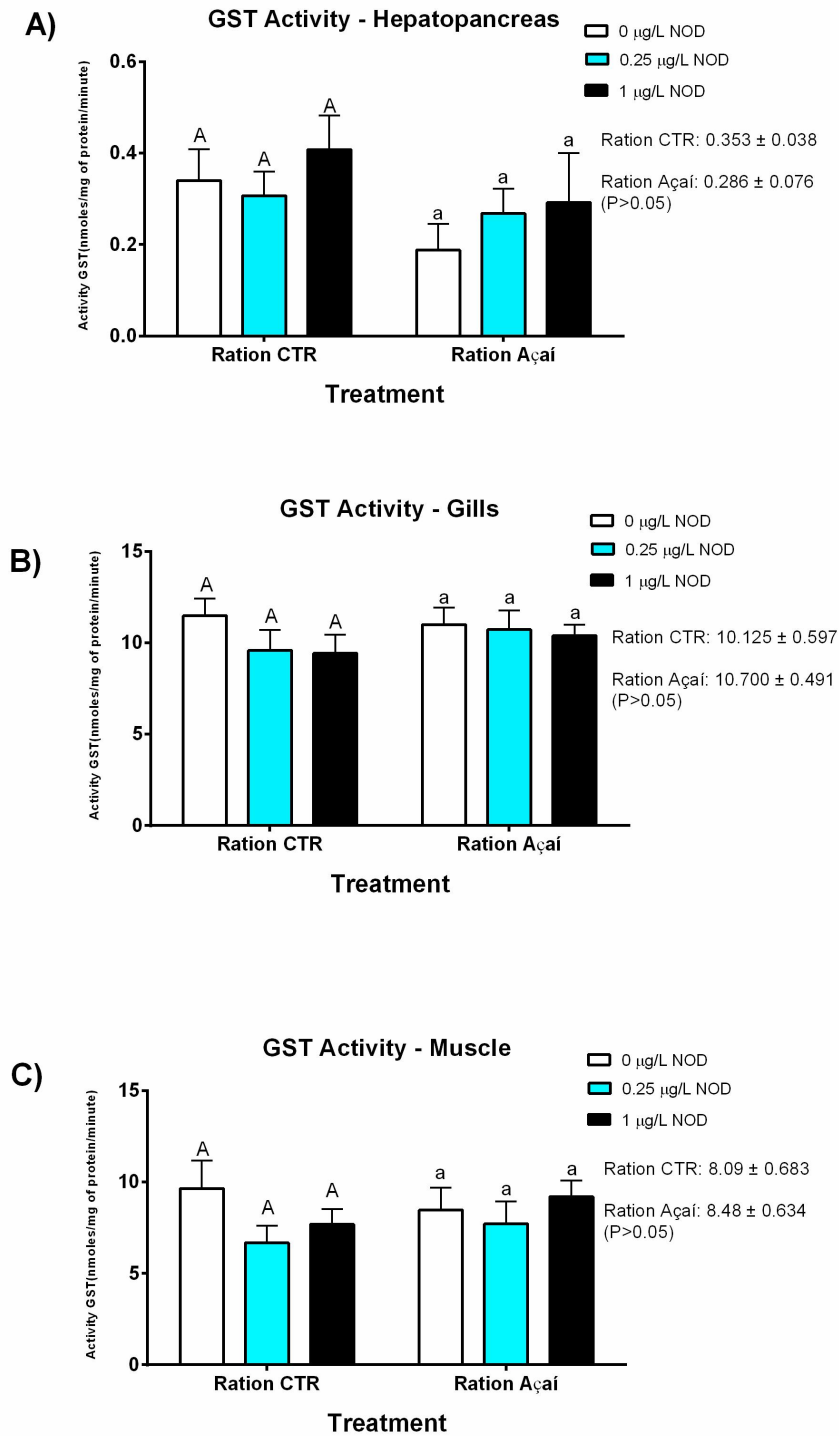 A)
GST Activity - Hepatopancreas
0 µg/L NOD
0.25 µg/L NOD
1 µg/L NOD
Activity GST(nmoles/mg of protein/minute)
0.6
0.4
0.2
0.0
A
A
A
a
a
a
Ration CTR: 0.353 ± 0.038
Ration Açaí: 0.286 ± 0.076
(P>0.05)
Ration CTR
Ration Açaí
Treatment
B)
GST Activity - Gills
0 µg/L NOD
0.25 µg/L NOD
1 µg/L NOD
Activity GST(nmoles/mg of protein/minute)
15
10
5
0
A
A
A
a
a
a
Ration CTR: 10.125 ± 0.597
Ration Açaí: 10.700 ± 0.491
(P>0.05)
Ration CTR
Ration Açaí
Treatment
C)
GST Activity - Muscle
0 µg/L NOD
0.25 µg/L NOD
1 µg/L NOD
Activity GST(nmoles/mg of protein/minute)
15
10
5
0
A
A
A
a
a
a
Ration CTR: 8.09 ± 0.683
Ration Açaí: 8.48 ± 0.634
(P>0.05)
Ration CTR
Ration Açaí
Treatment